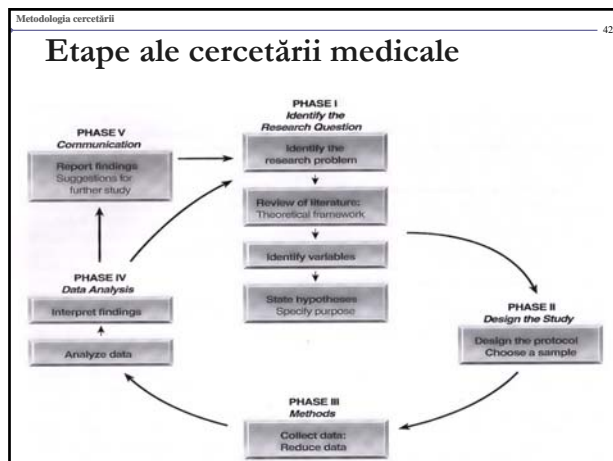 Metodologia cercetării
42
Etape ale cercetării medicale
PHASE I
Identify the
Research Question
Identify the
research problem
Review of literature:
Theoretical framework
Identify variables
State hypotheses
Specify purpose
PHASE II
Design the Study
Design the protocol
Choose a sample
PHASE III
Methods
Collect data:
Reduce data
PHASE IV
Data Analysis
Interpret findings
Analyze data
PHASE V
Communication
Report findings
Suggestions for
further study